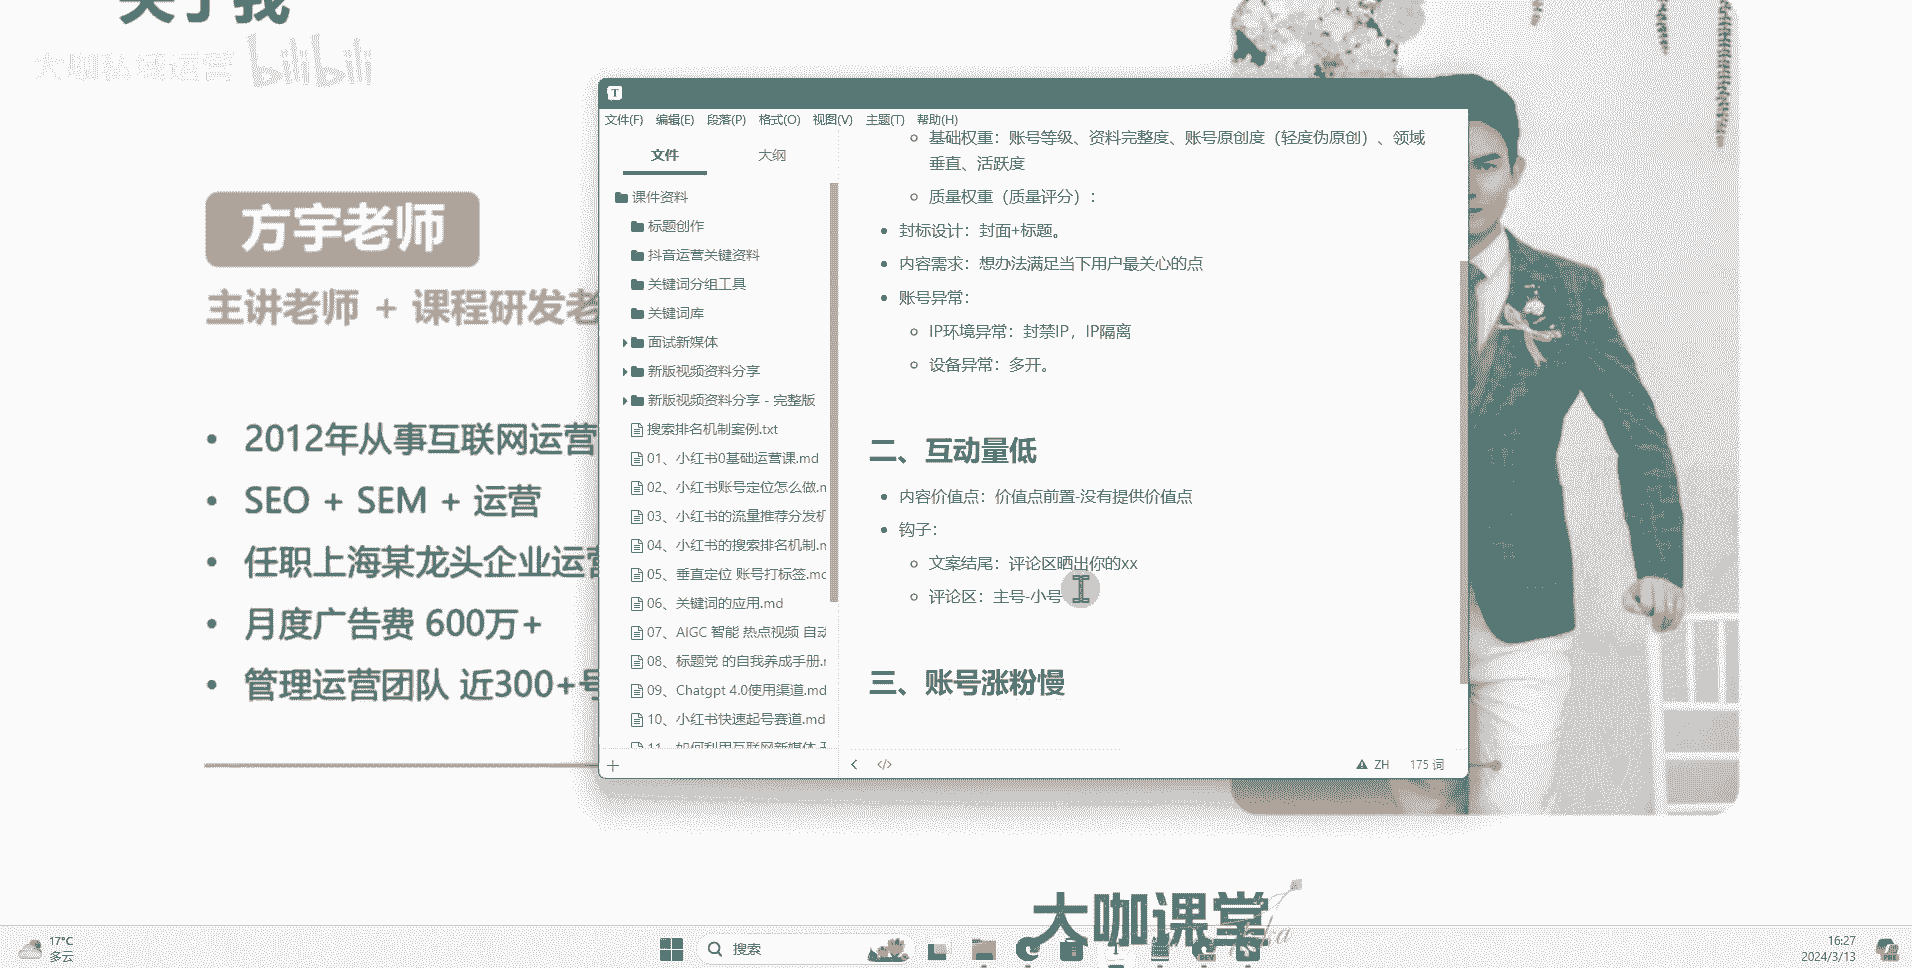 关于我
大咖私域运营 bilibili
方宇老师
主讲老师 + 课程研发老
2012年从事互联网运营
SEO + SEM + 运营
任职上海某龙头企业运营
月度广告费 600万+
管理运营团队 近300+号
T
文件(F) 编辑(E) 段落(P) 格式(O) 视图(V) 主题(T) 帮助(H)
文件 大纲
课件资料
标题创作
抖音运营关键资料
关键词分组工具
关键词库
面试新媒体
新版视频资料分享
新版视频资料分享 - 完整版
搜索排名机制案例.txt
01、小红书0基础运营课.md
02、小红书账号定位怎么做.m
03、小红书的流量推荐分发机
04、小红书的搜索排名机制.m
05、垂直定位 账号打标签.mc
06、关键词的应用.md
07、AIGC 智能 热点视频 自动
08、标题党 的自我养成手册.r
09、Chatgpt 4.0使用渠道.md
10、小红书快速起号赛道.md
11、如何利用互联网新媒体
基础权重：账号等级、资料完整度、账号原创度（轻度伪原创）、领域
垂直、活跃度
质量权重（质量评分）：
封标设计：封面+标题。
内容需求：想办法满足当下用户最关心的点
账号异常：
IP环境异常：封禁IP，IP隔离
设备异常：多开。
二、互动量低
内容价值点：价值点前置-没有提供价值点
钩子：
文案结尾：评论区晒出你的xx
评论区：主号-小号
三、账号涨粉慢
ZH 175 词
大咖课堂
17°C
多云
搜索
16:27
2024/3/13